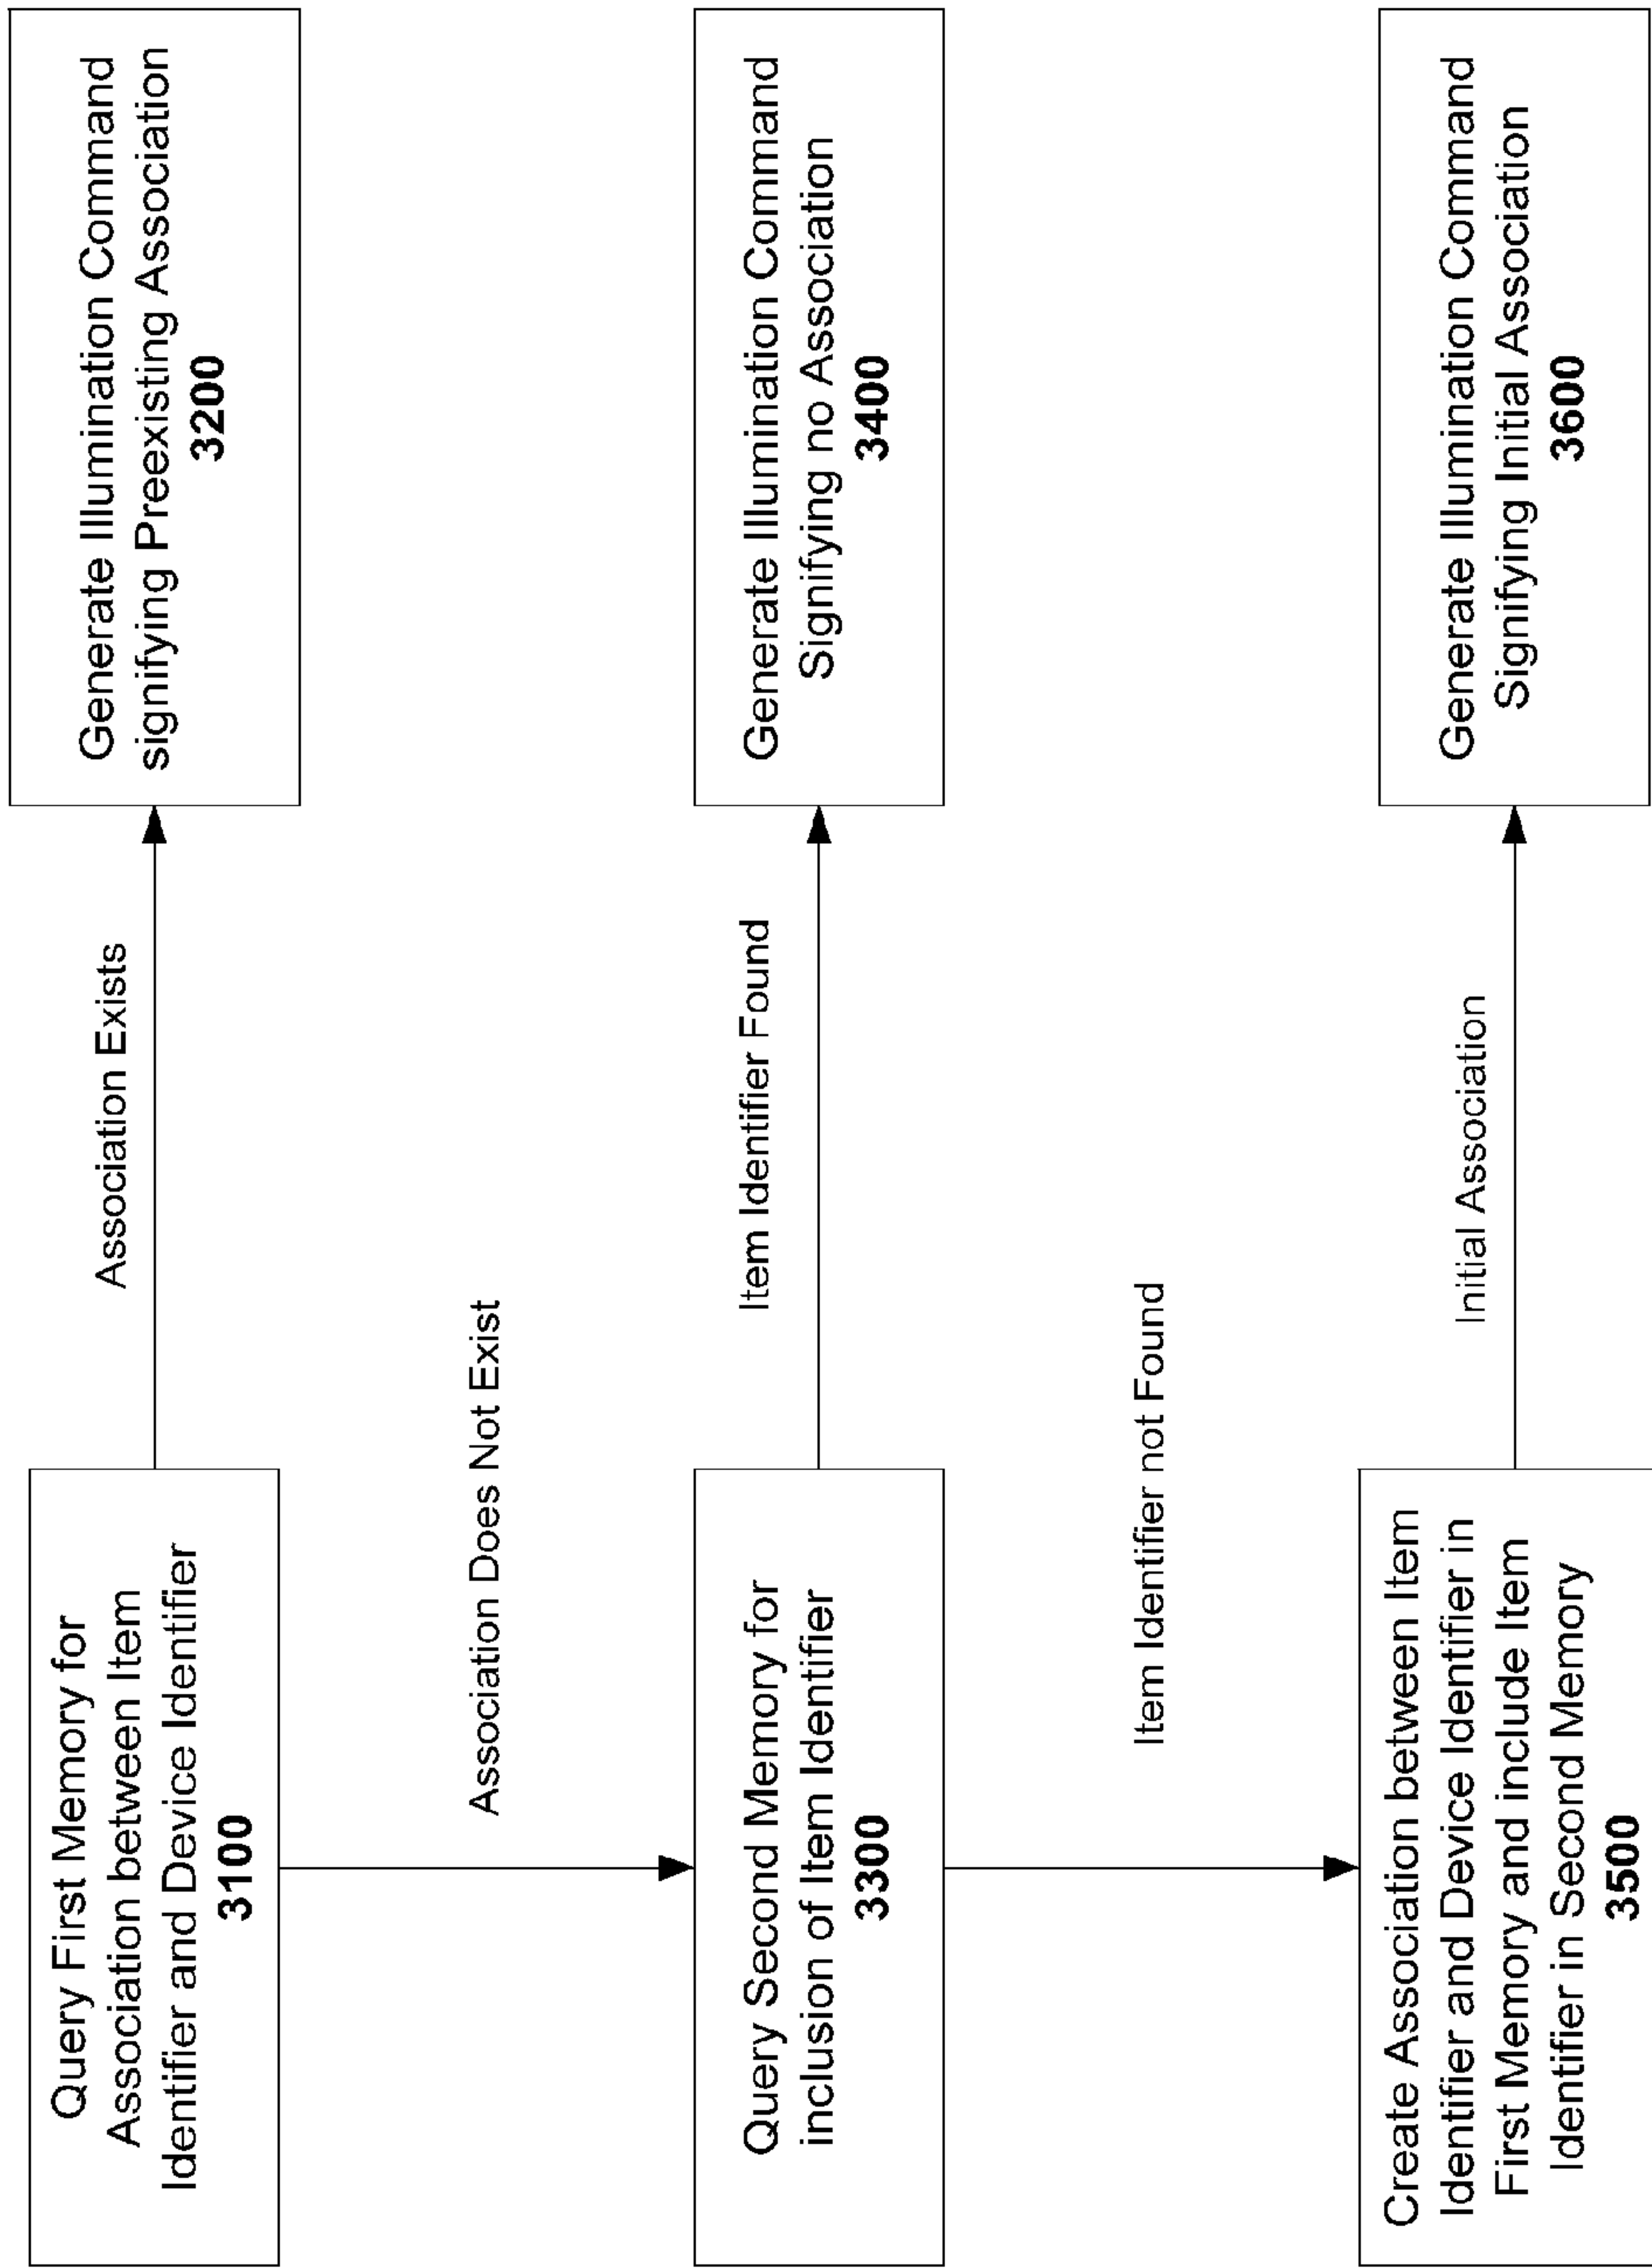 Query First Memory for
Association between Item
Identifier and Device Identifier
3100
Association Exists
Generate Illumination Command
signifying Preexisting Association
3200
Association Does Not Exist
Query Second Memory for
inclusion of Item Identifier
3300
Item Identifier Found
Generate Illumination Command
Signifying no Association
3400
Item Identifier not Found
Create Association between Item
Identifier and Device Identifier in
First Memory and include Item
Identifier in Second Memory
3500
Initial Association
Generate Illumination Command
Signifying Initial Association
3600